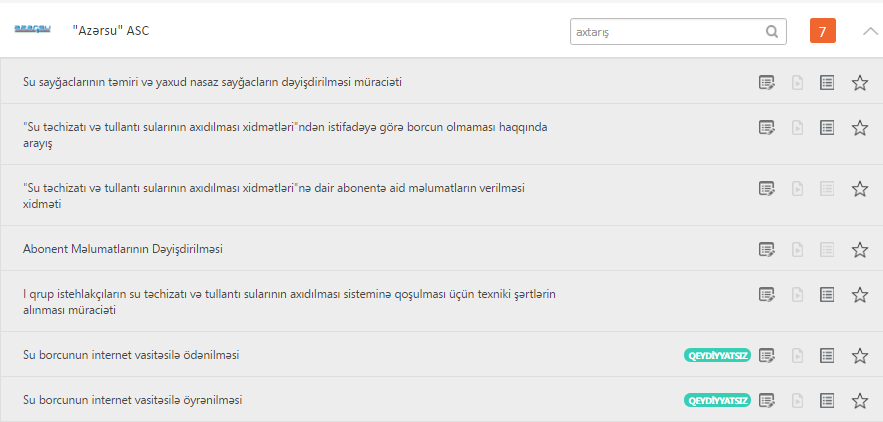 "Azərsu" ASC
axtarış
7
Su sayğaclarının təmiri və yaxud nasaz sayğacların dəyişdirilməsi müraciəti
"Su təchizatı və tullantı sularının axıdılması xidmətləri"ndən istifadəyə görə borcun olmaması haqqında
arayış
"Su təchizatı və tullantı sularının axıdılması xidmətləri"nə dair abonentə aid məlumatların verilməsi
xidməti
Abonent Məlumatlarının Dəyişdirilməsi
I qrup istehlakçıların su təchizatı və tullantı sularının axıdılması sisteminə qoşulması üçün texniki şərtlərin
alınması müraciəti
Su borcunun internet vasitəsilə ödənilməsi
QEYDİYYATSIZ
Su borcunun internet vasitəsilə öyrənilməsi
QEYDİYYATSIZ